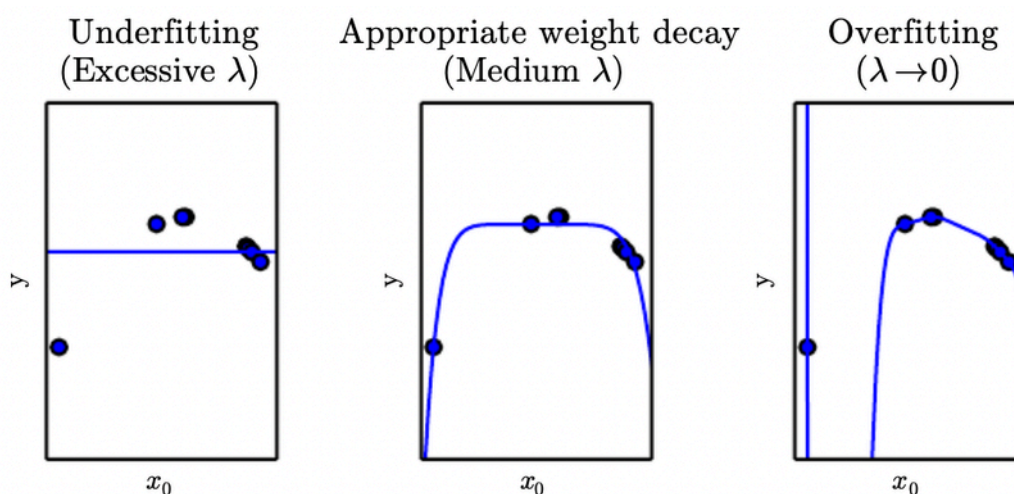 Underfitting
(Excessive λ)
Appropriate weight decay
(Medium λ)
Overfitting
(λ→0)
y
y
y
x₀
x₀
x₀